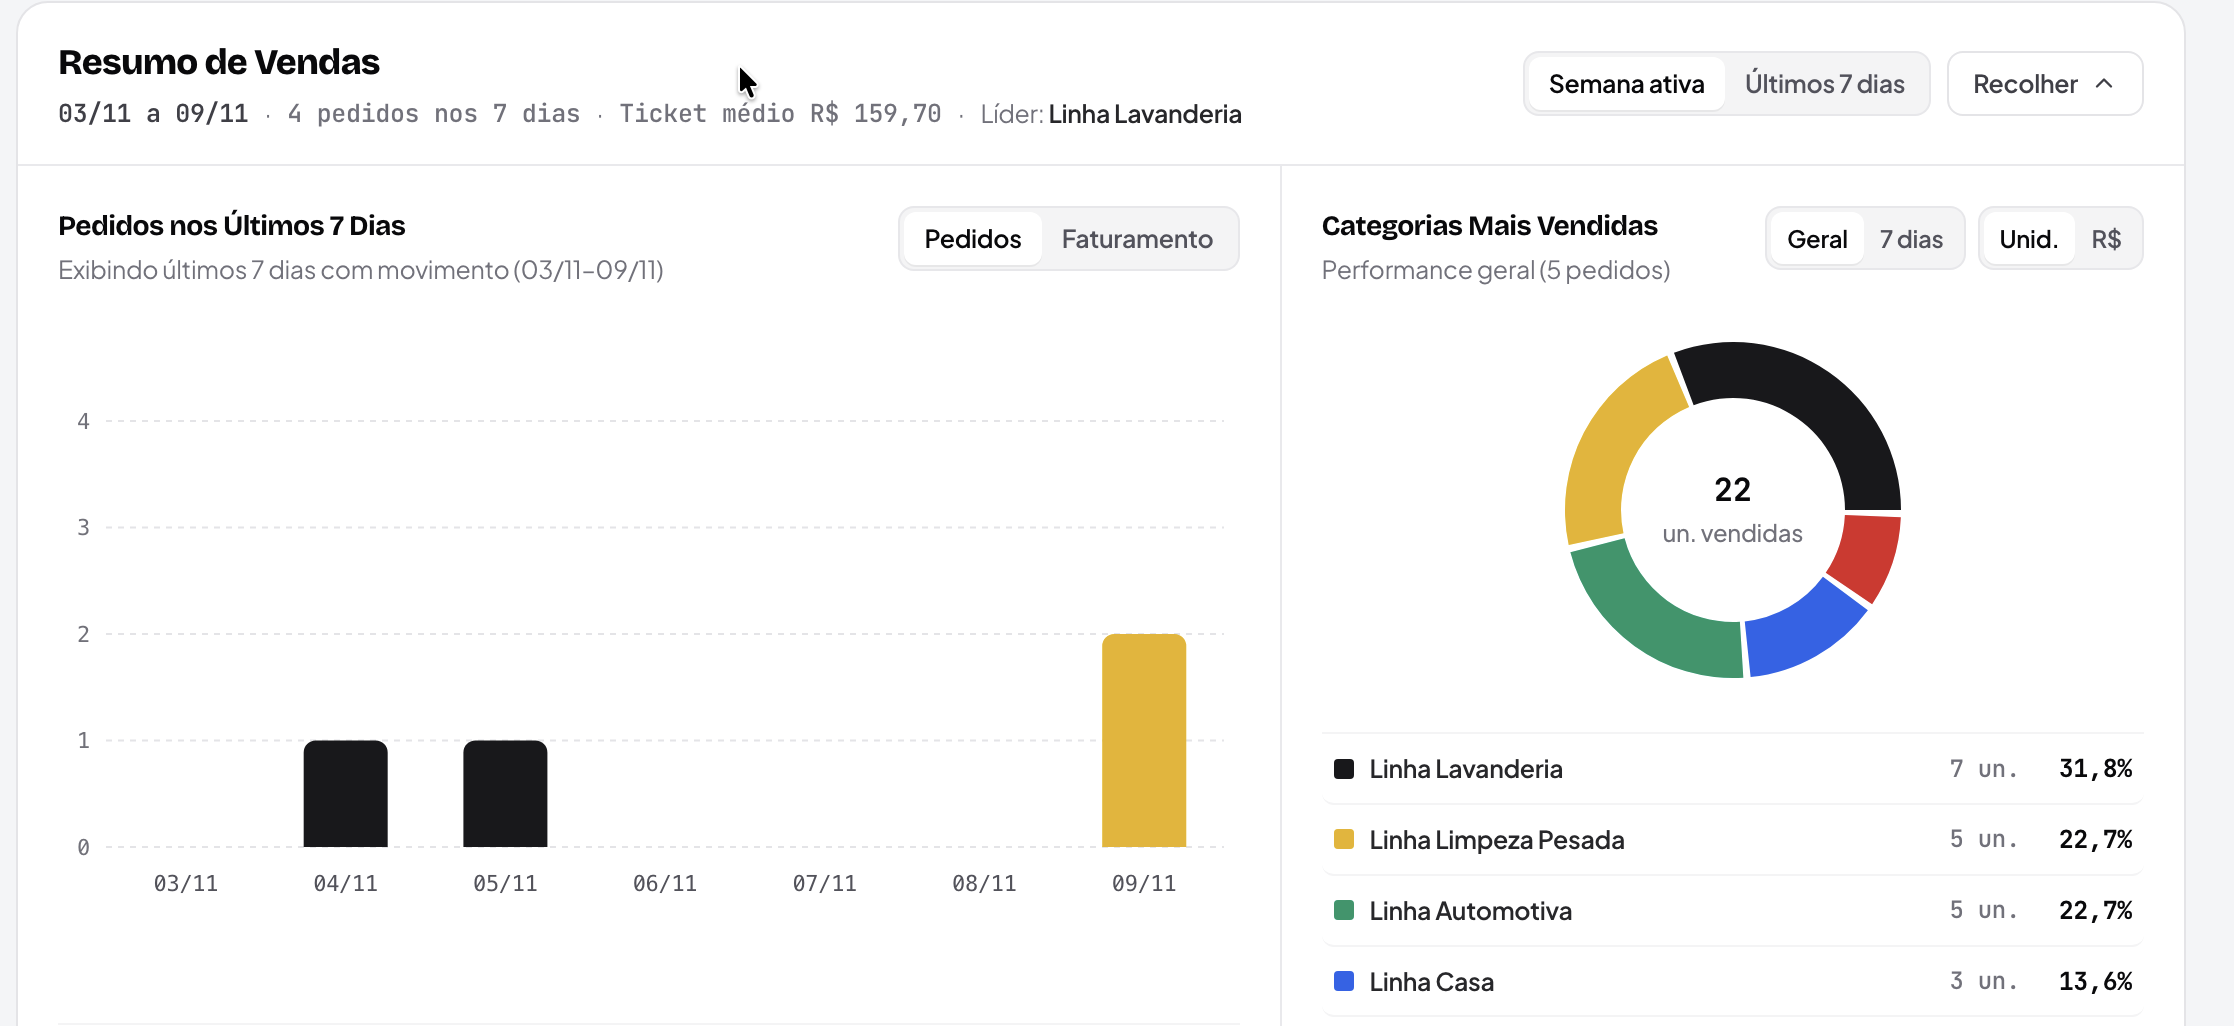 Resumo de Vendas
03/11 a 09/11 · 4 pedidos nos 7 dias · Ticket médio R$ 159,70 · Líder: Linha Lavanderia
Semana ativa
Últimos 7 dias
Recolher
Pedidos nos Últimos 7 Dias
Exibindo últimos 7 dias com movimento (03/11–09/11)
Pedidos
Faturamento
4
3
2
1
0
03/11
04/11
05/11
06/11
07/11
08/11
09/11
Categorias Mais Vendidas
Performance geral (5 pedidos)
Geral
7 dias
Unid.
R$
22
un. vendidas
Linha Lavanderia 7 un. 31,8%
Linha Limpeza Pesada 5 un. 22,7%
Linha Automotiva 5 un. 22,7%
Linha Casa 3 un. 13,6%